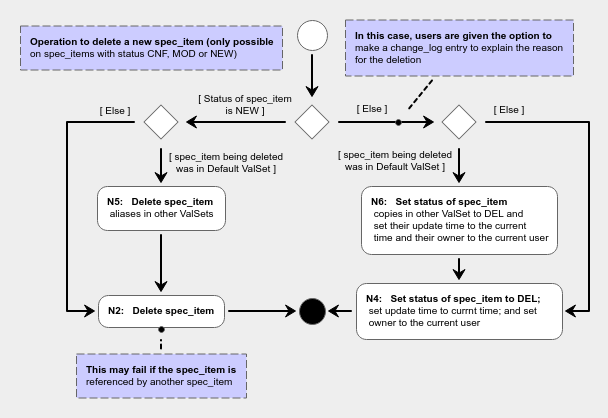 Operation to delete a new spec_item (only possible
on spec_items with status CNF, MOD or NEW)
In this case, users are given the option to
make a change_log entry to explain the reason
for the deletion
[ Else ]
[ Status of spec_item
is NEW ]
[ Else ]
[ Else ]
[ spec_item being deleted
was in Default ValSet ]
[ spec_item being deleted
was in Default ValSet ]
N5: Delete spec_item
aliases in other ValSets
N6: Set status of spec_item
copies in other ValSet to DEL and
set their update time to the current
time and their owner to the current user
N2: Delete spec_item
N4: Set status of spec_item to DEL;
set update time to currnt time; and set
owner to the current user
This may fail if the spec_item is
referenced by another spec_item